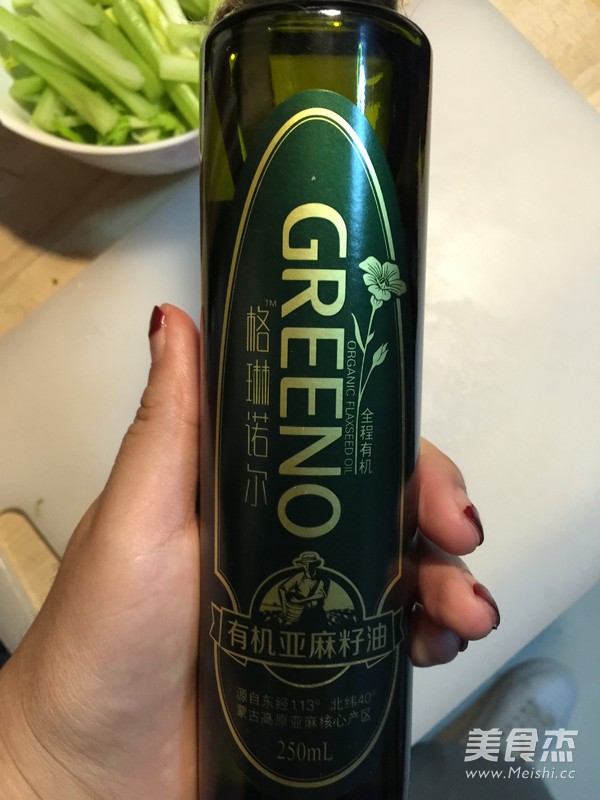 GREENO
格琳诺尔™
ORGANIC FLAXSEED OIL
全程有机
有机亚麻籽油
源自东经113° 北纬40°
蒙古高原亚麻核心产区
250mL
美食杰
www.Meishi.cc